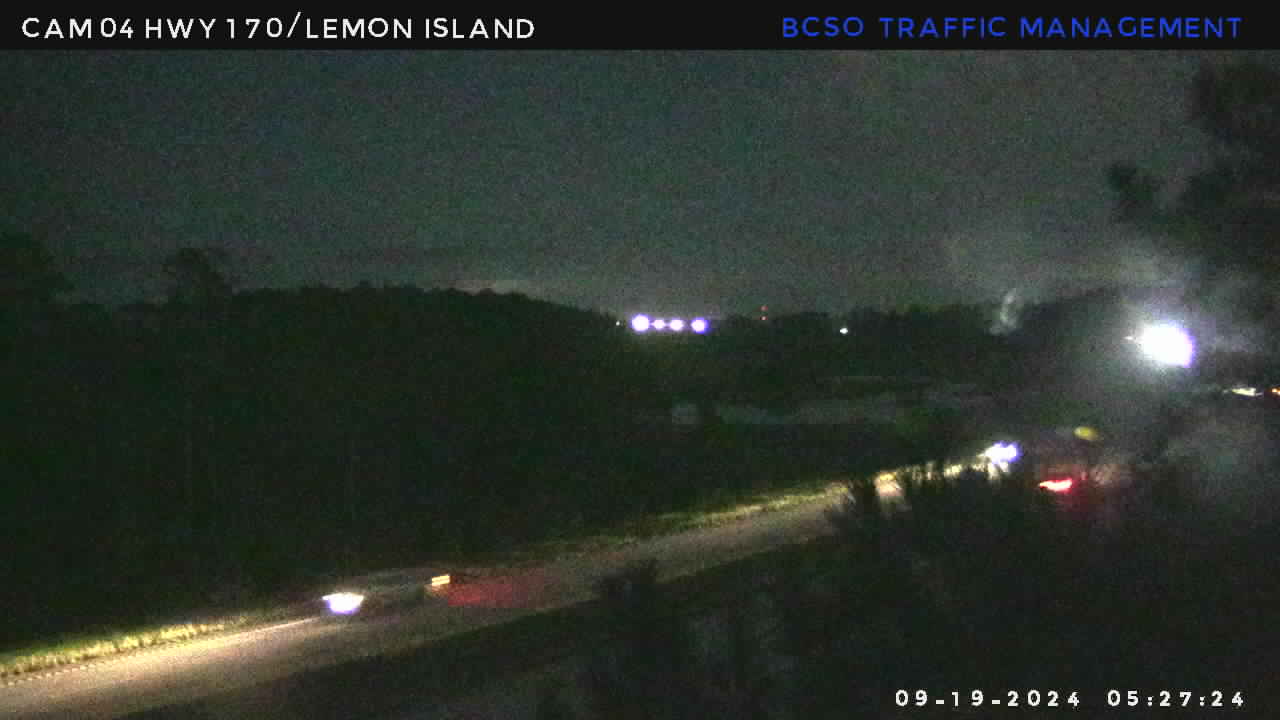 CAM04 HWY 170/LEMON ISLAND
BCSO TRAFFIC MANAGEMENT
09-19-2024 05:27:24